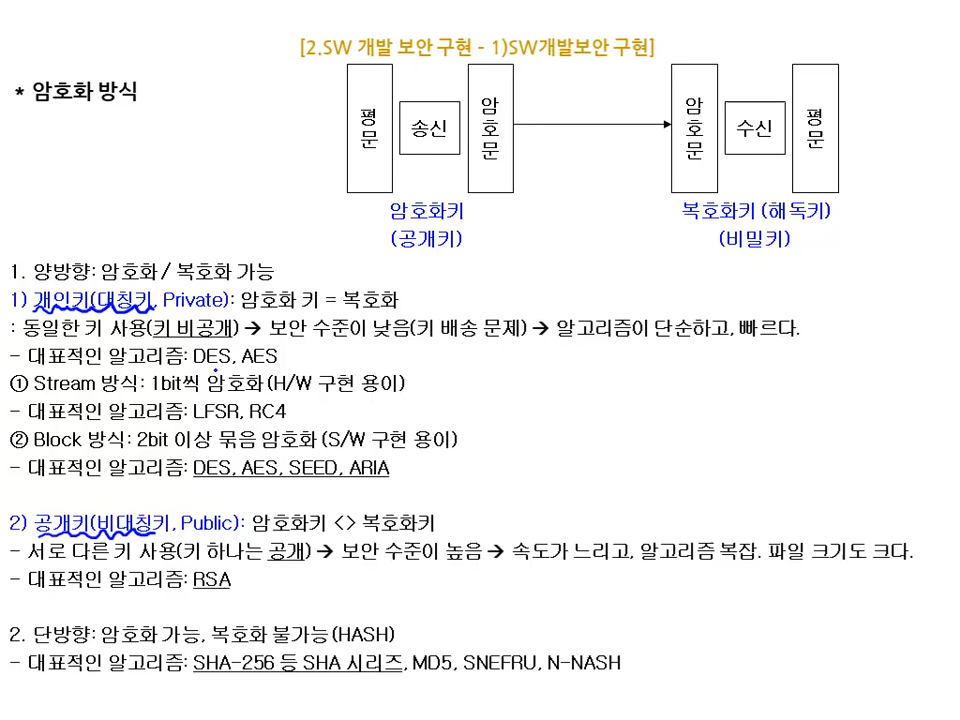 [2.SW 개발 보안 구현 - 1)SW개발보안 구현]
* 암호화 방식
평문
송신
암호문
암호문
수신
평문
암호화키
(공개키)
복호화키 (해독키)
(비밀키)
1. 양방향: 암호화 / 복호화 가능
1) 개인키(대칭키, Private): 암호화 키 = 복호화
: 동일한 키 사용(키 비공개) → 보안 수준이 낮음(키 배송 문제) → 알고리즘이 단순하고, 빠르다.
- 대표적인 알고리즘: DES, AES
① Stream 방식: 1bit씩 암호화 (H/W 구현 용이)
- 대표적인 알고리즘: LFSR, RC4
② Block 방식: 2bit 이상 묶음 암호화 (S/W 구현 용이)
- 대표적인 알고리즘: DES, AES, SEED, ARIA
2) 공개키(비대칭키, Public): 암호화키 <> 복호화키
- 서로 다른 키 사용(키 하나는 공개) → 보안 수준이 높음 → 속도가 느리고, 알고리즘 복잡. 파일 크기도 크다.
- 대표적인 알고리즘: RSA
2. 단방향: 암호화 가능, 복호화 불가능(HASH)
- 대표적인 알고리즘: SHA-256 등 SHA 시리즈, MD5, SNEFRU, N-NASH